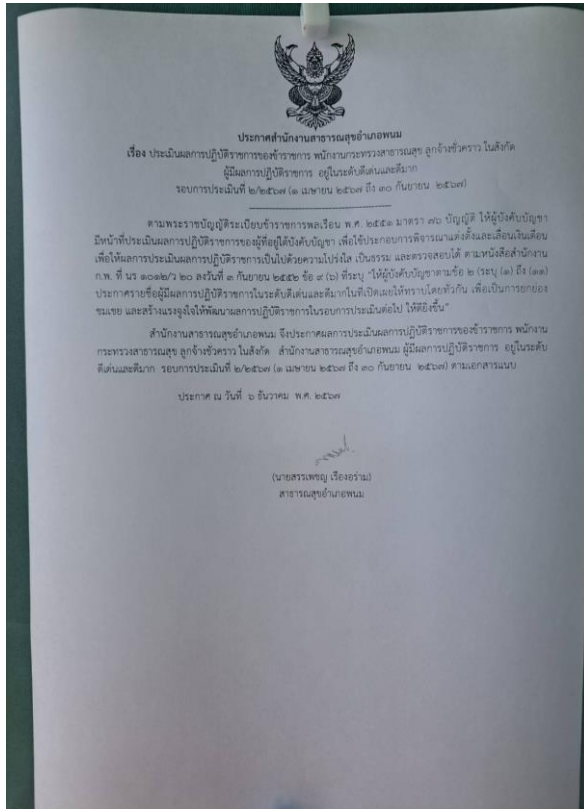 ประกาศสำนักงานสาธารณสุขอำเภอพนม
เรื่อง ประเมินผลการปฏิบัติราชการของข้าราชการ พนักงานกระทรวงสาธารณสุข ลูกจ้างชั่วคราว ในสังกัด
ผู้มีผลการปฏิบัติราชการ อยู่ในระดับดีเด่นและดีมาก
รอบการประเมินที่ ๒/๒๕๖๗ (๑ เมษายน ๒๕๖๗ ถึง ๓๐ กันยายน ๒๕๖๗)
ตามพระราชบัญญัติระเบียบข้าราชการพลเรือน พ.ศ. ๒๕๕๑ มาตรา ๗๖ บัญญัติ ให้ผู้บังคับบัญชา
มีหน้าที่ประเมินผลการปฏิบัติราชการของผู้ที่อยู่ใต้บังคับบัญชา เพื่อใช้ประกอบการพิจารณาแต่งตั้งและเลื่อนเงินเดือน
เพื่อให้ผลการประเมินผลการปฏิบัติราชการเป็นไปด้วยความโปร่งใส เป็นธรรม และตรวจสอบได้ ตามหนังสือสำนักงาน
ก.พ. ที่ นร ๑๐๑๒/ว ๒๐ ลงวันที่ ๓ กันยายน ๒๕๕๒ ข้อ ๙ (๖) ที่ระบุ "ให้ผู้บังคับบัญชาตามข้อ ๒ (ระบุ (๑) ถึง (๑๑)
ประกาศรายชื่อผู้มีผลการปฏิบัติราชการในระดับดีเด่นและดีมากในที่เปิดเผยให้ทราบโดยทั่วกัน เพื่อเป็นการยกย่อง
ชมเชย และสร้างแรงจูงใจให้พัฒนาผลการปฏิบัติราชการในรอบการประเมินต่อไป ให้ดียิ่งขึ้น"
สำนักงานสาธารณสุขอำเภอพนม จึงประกาศผลการประเมินผลการปฏิบัติราชการของข้าราชการ พนักงาน
กระทรวงสาธารณสุข ลูกจ้างชั่วคราว ในสังกัด สำนักงานสาธารณสุขอำเภอพนม ผู้มีผลการปฏิบัติราชการ อยู่ในระดับ
ดีเด่นและดีมาก รอบการประเมินที่ ๒/๒๕๖๗ (๑ เมษายน ๒๕๖๗ ถึง ๓๐ กันยายน ๒๕๖๗) ตามเอกสารแนบ
ประกาศ ณ วันที่ ๖ ธันวาคม พ.ศ. ๒๕๖๗
(นายสรรเพชญ เรืองอร่าม)
สาธารณสุขอำเภอพนม